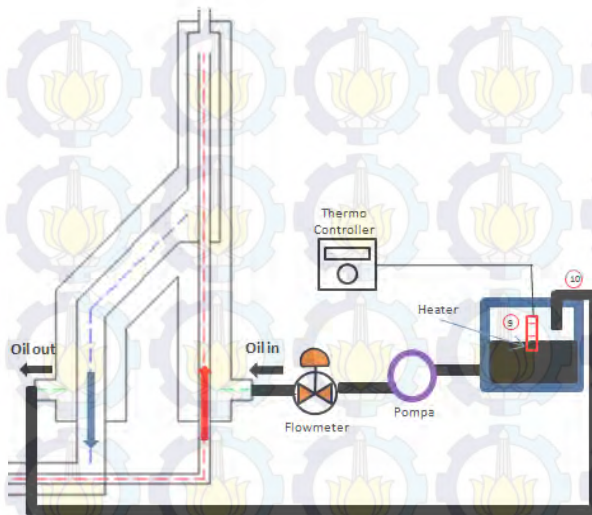 Thermo
Controller
10
Heater
9
Oil out
Oil in
Flowmeter
Pompa